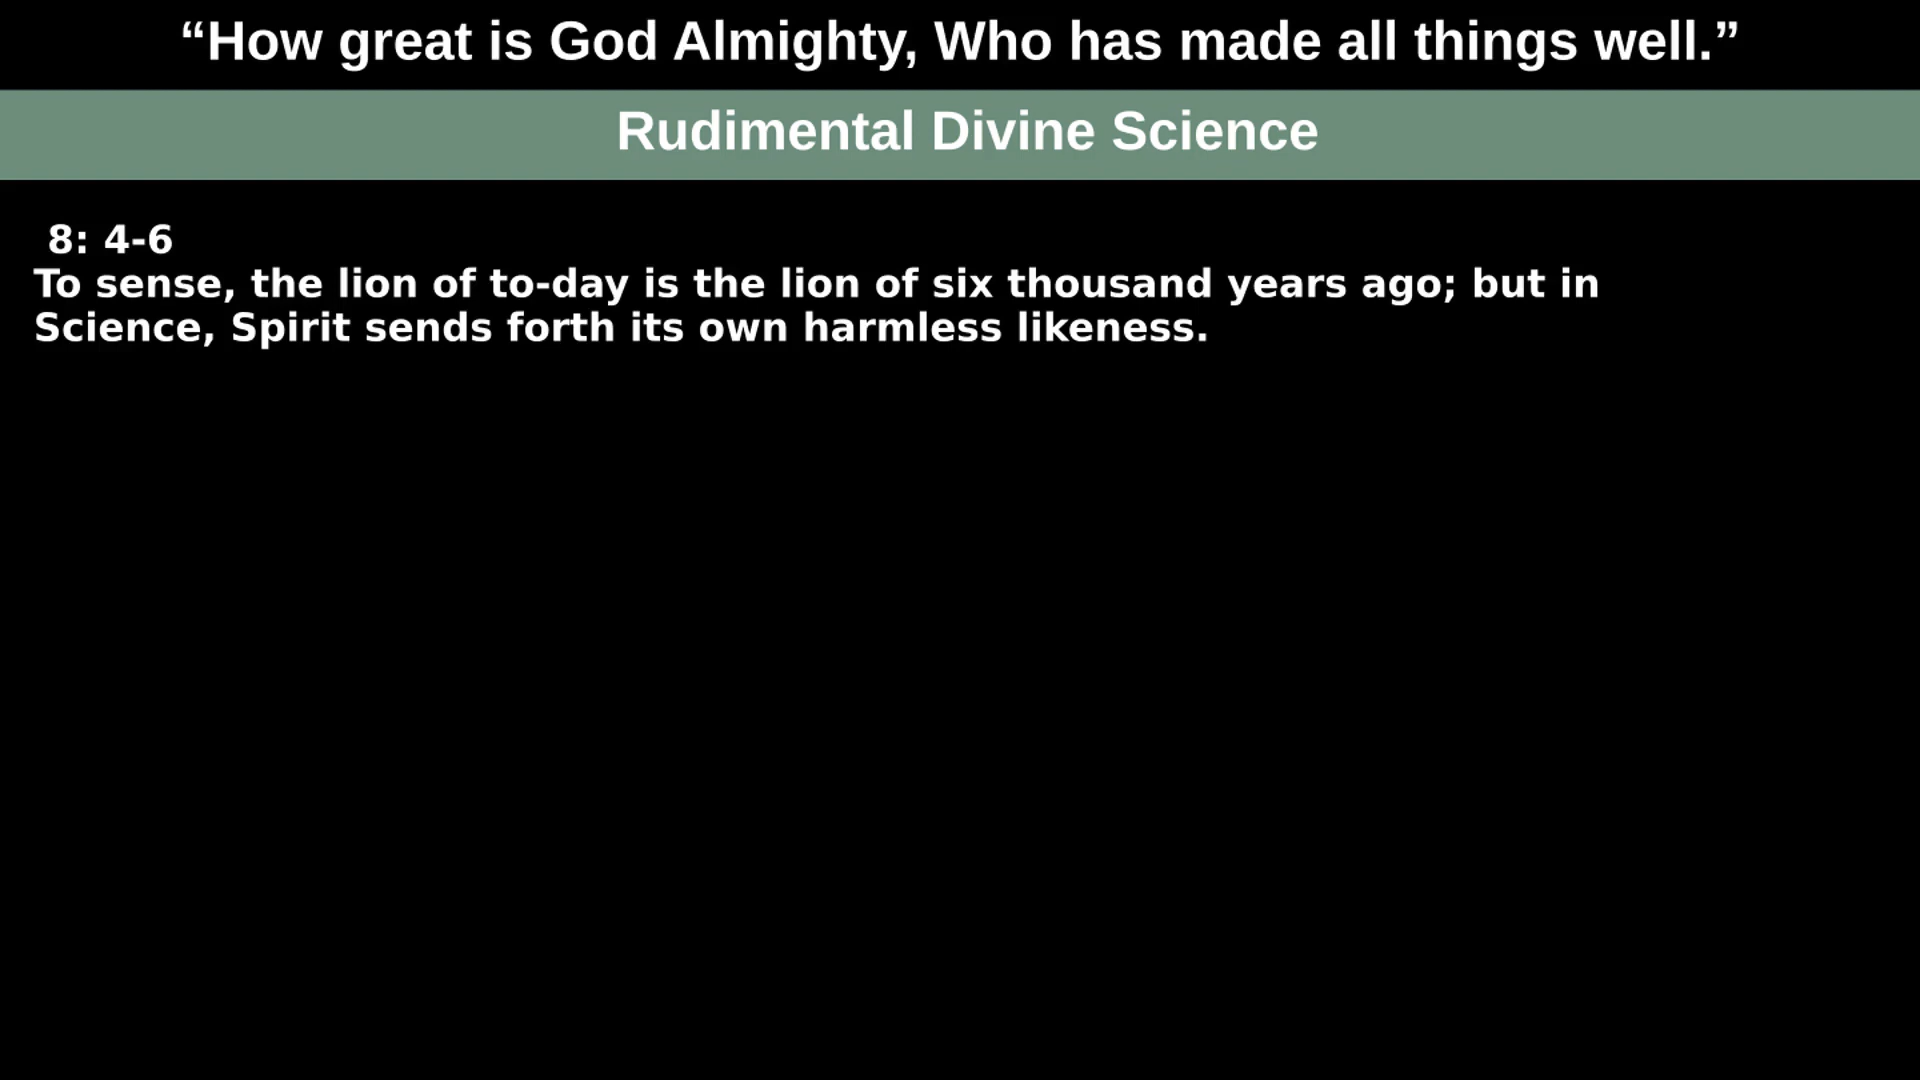 “How great is God Almighty, Who has made all things well.”
Rudimental Divine Science
8: 4-6
To sense, the lion of to-day is the lion of six thousand years ago; but in
Science, Spirit sends forth its own harmless likeness.